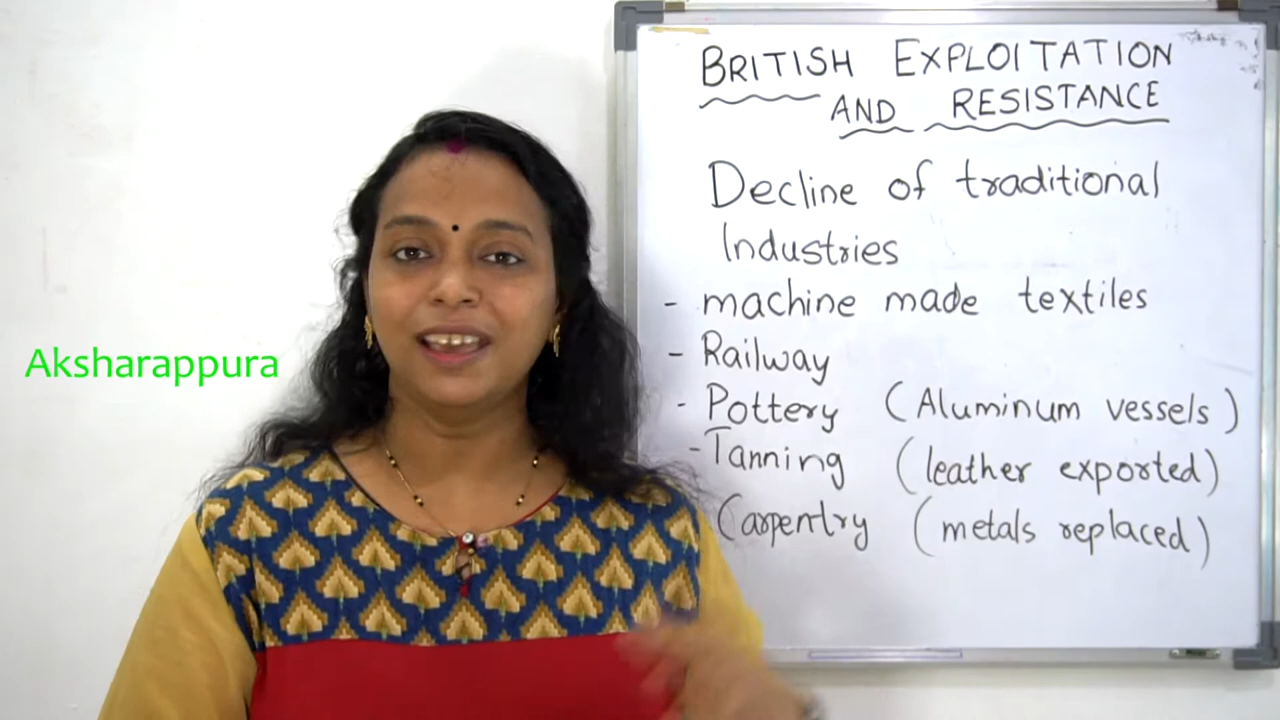 BRITISH EXPLOITATION
AND RESISTANCE
Decline of traditional
Industries
- machine made textiles
- Railway
- Pottery (Aluminum vessels)
- Tanning (leather exported)
Carpentry (metals replaced)
Aksharappura